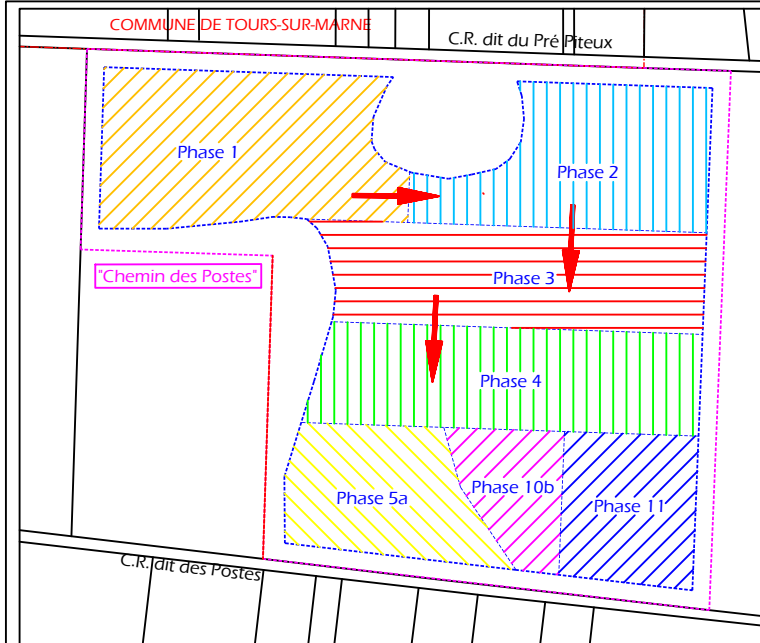 COMMUNE DE TOURS-SUR-MARNE
C.R. dit du Pré Piteux
Phase 1
Phase 2
"Chemin des Postes"
Phase 3
Phase 4
Phase 5a
Phase 10b
Phase 11
C.R. dit des Postes